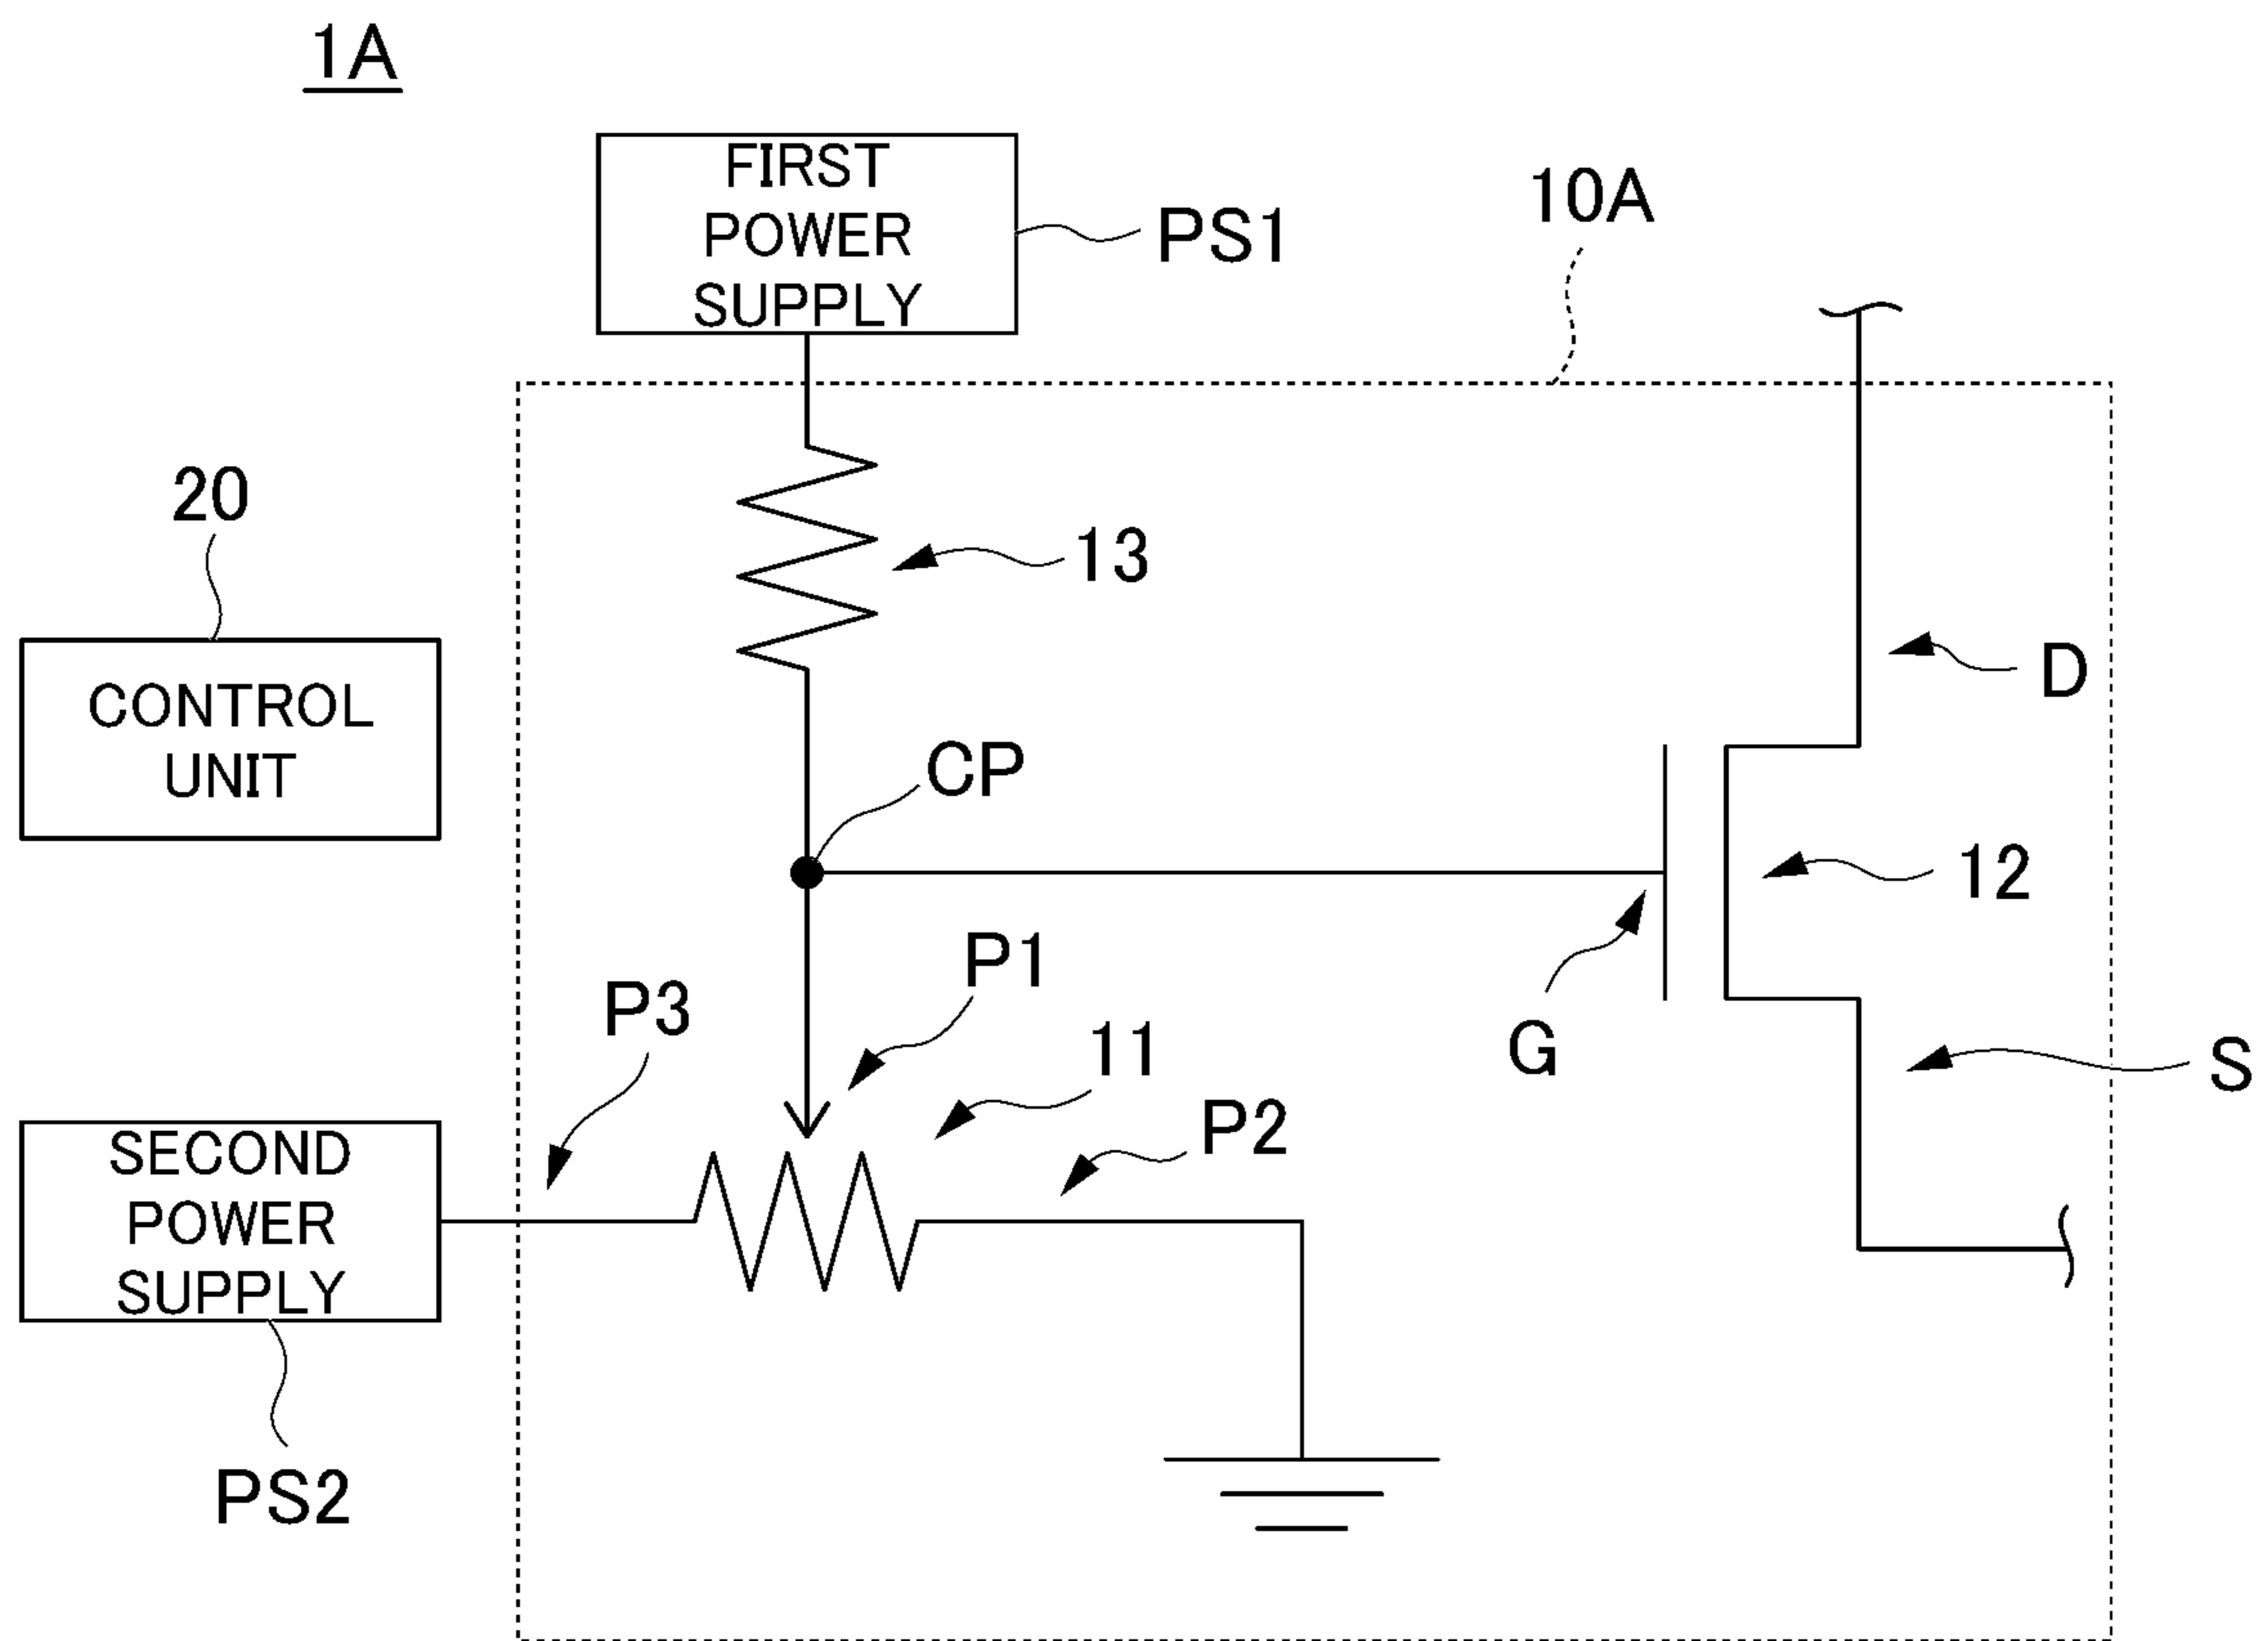 1A
FIRST
POWER
SUPPLY
PS1
10A
20
13
CONTROL
UNIT
D
CP
12
P1
P3
11
G
S
P2
SECOND
POWER
SUPPLY
PS2